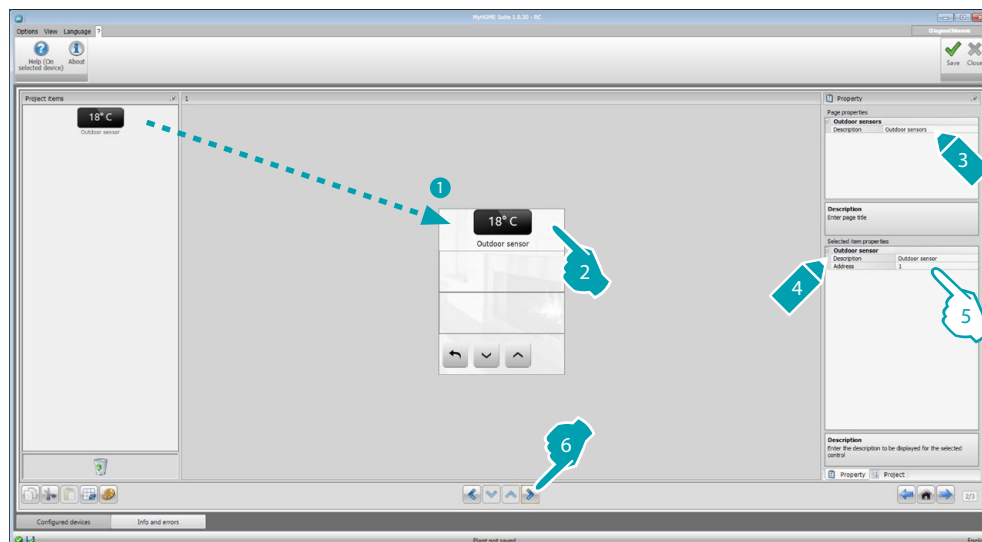 MyHOME Suite 1.0.20 - RC
Options View Language ?
Help (On
selected device)
About
Save Close
Project items
1
Property
18° C
Outdoor sensor
Page properties
Outdoor sensors
Description Outdoor sensors
3
1
18° C
Outdoor sensor
2
Description
Enter page title
Selected item properties
Outdoor sensor
Description Outdoor sensor
Address 1
4
5
6
Description
Enter the description to be displayed for the selected
control
Property Project
2/3
Configured devices Info and errors
Plant not saved